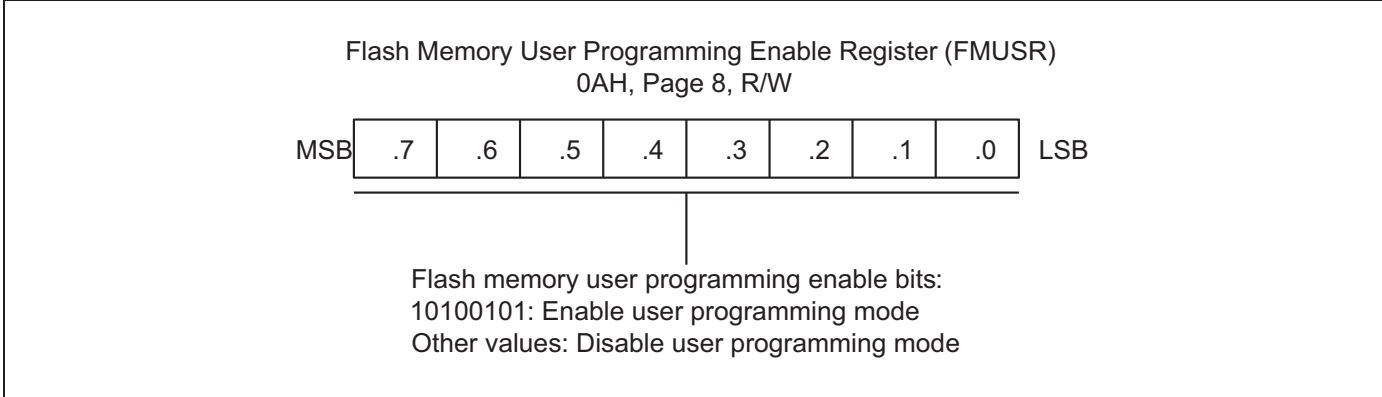 Flash Memory User Programming Enable Register (FMUSR)
0AH, Page 8, R/W
MSB .7 .6 .5 .4 .3 .2 .1 .0 LSB
Flash memory user programming enable bits:
10100101: Enable user programming mode
Other values: Disable user programming mode